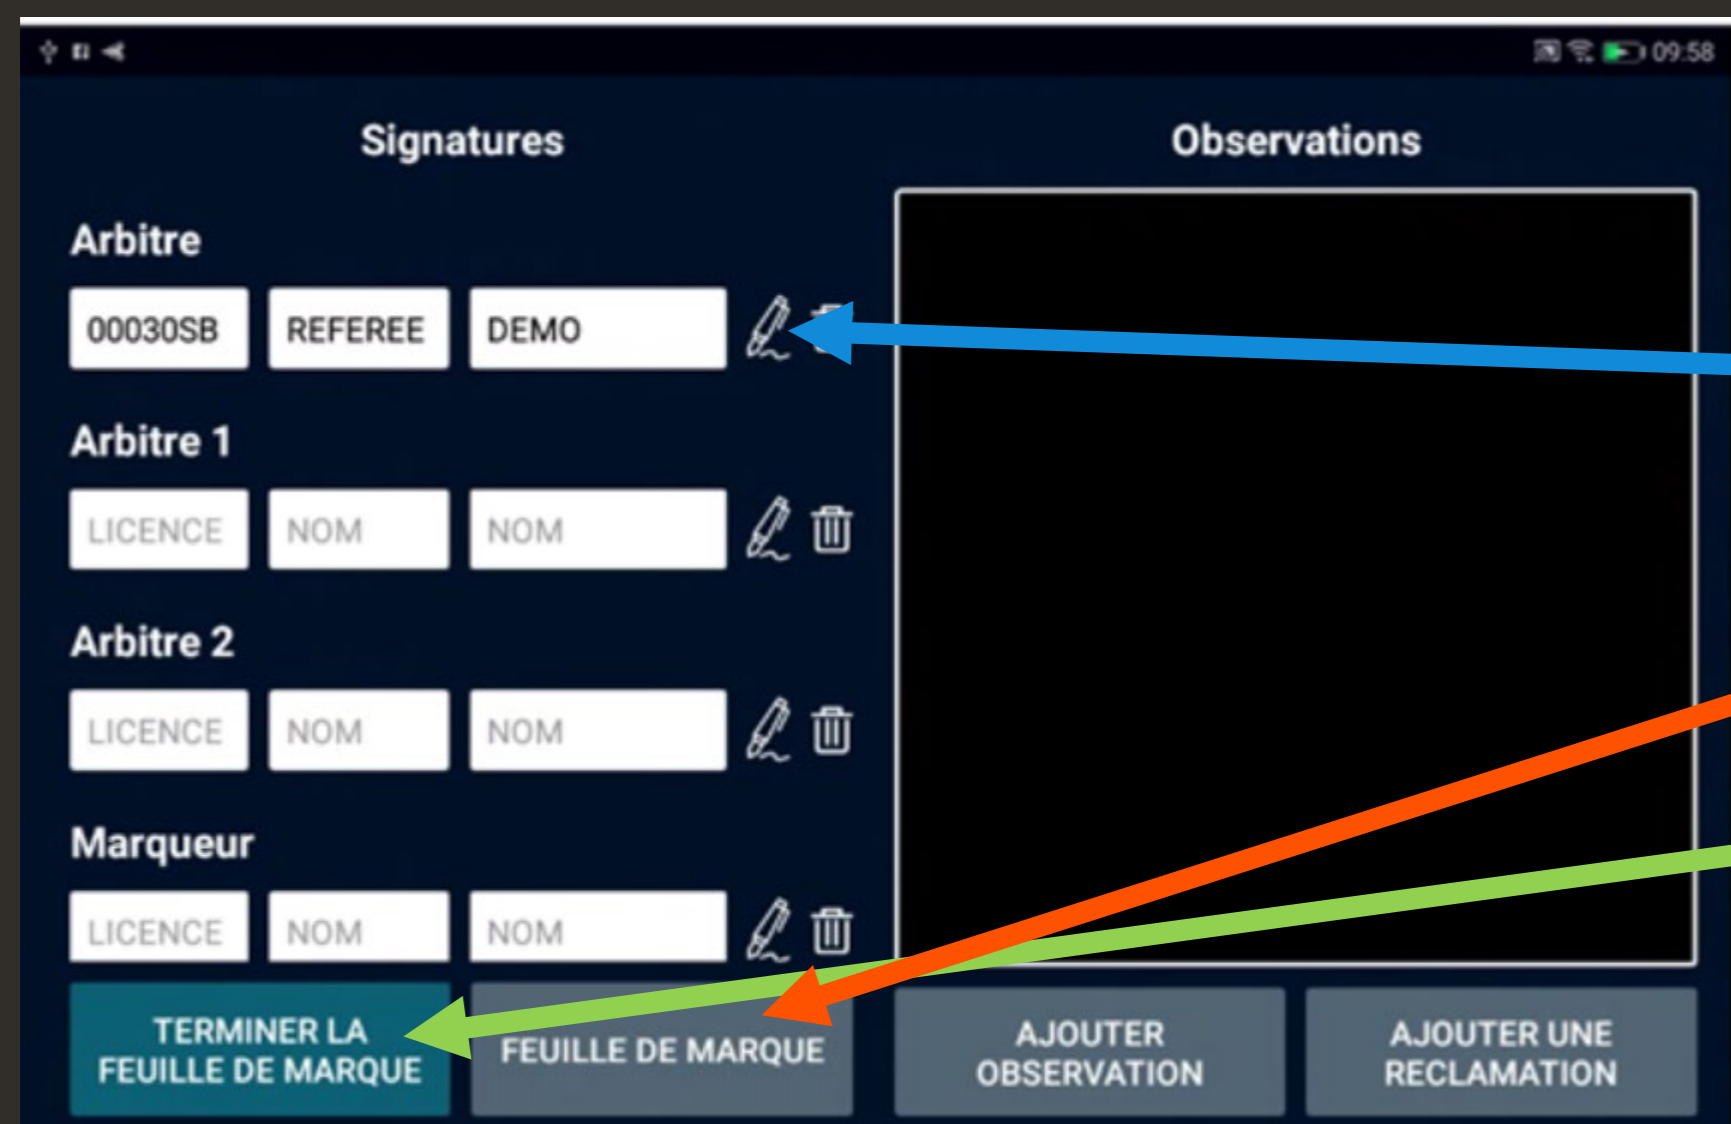 09:58
Signatures
Observations
Arbitre
00030SB REFEREE DEMO
Arbitre 1
LICENCE NOM NOM
Arbitre 2
LICENCE NOM NOM
Marqueur
LICENCE NOM NOM
TERMINER LA
FEUILLE DE MARQUE
FEUILLE DE MARQUE
AJOUTER
OBSERVATION
AJOUTER UNE
RECLAMATION